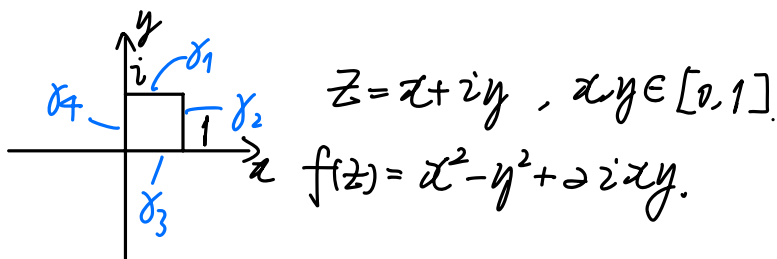 y
i γ1
γ4
γ2
1
x
γ3
z = x + iy , x,y ∈ [0,1].
f(z) = x² - y² + 2ixy.